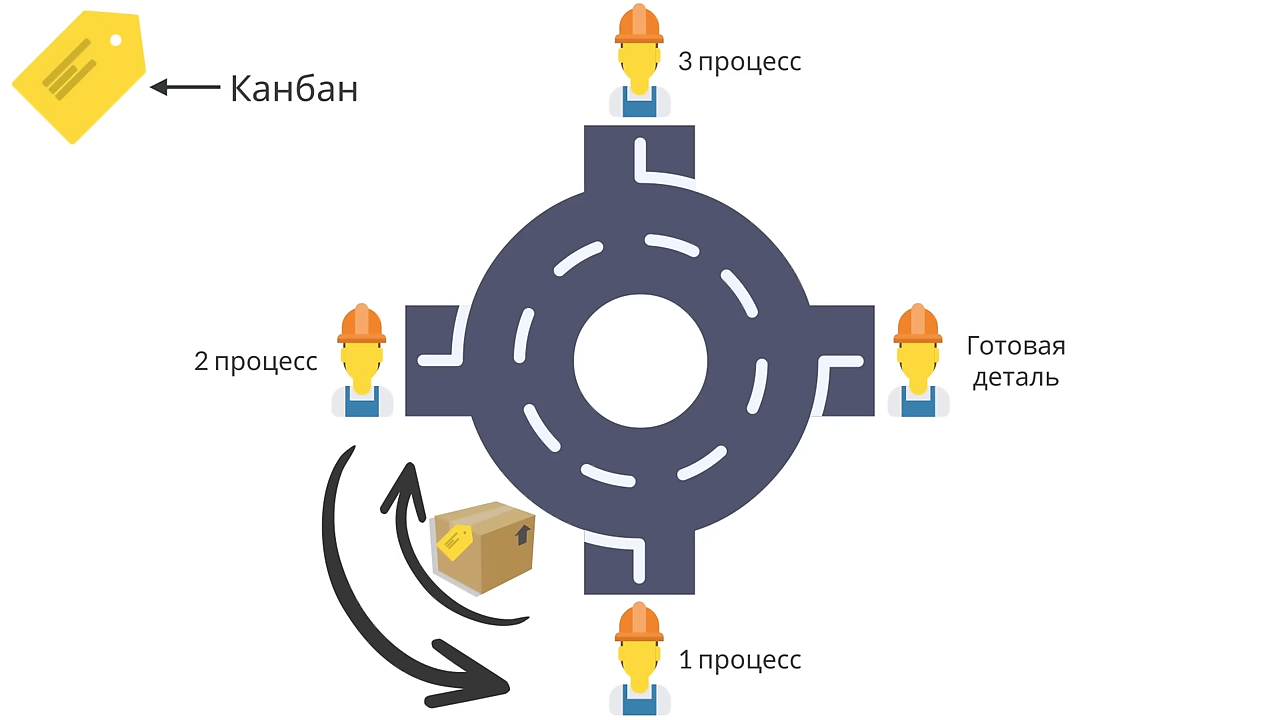 3 процесс
Канбан
2 процесс
Готовая
деталь
1 процесс